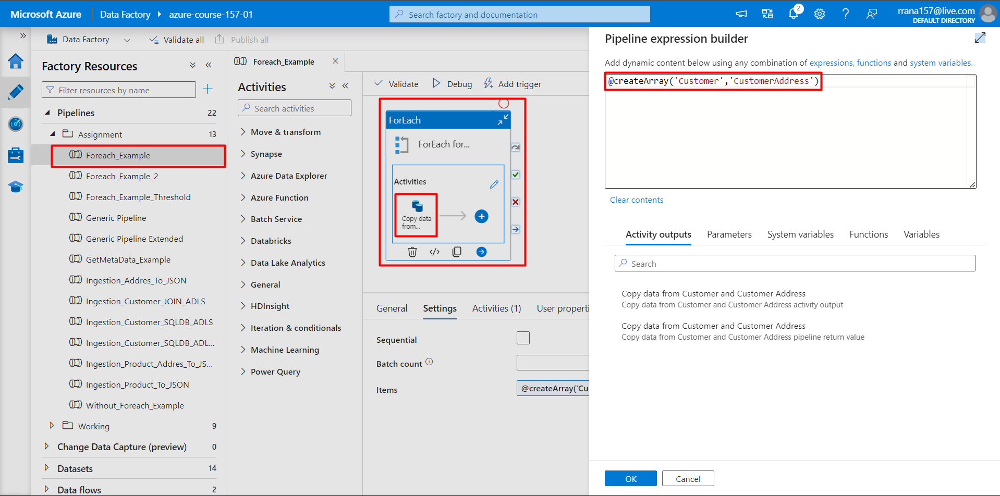 Microsoft Azure
Data Factory
azure-course-157-01
Search factory and documentation
2
rrana157@live.com
DEFAULT DIRECTORY
Data Factory
Validate all
Publish all
Factory Resources
Filter resources by name
Pipelines 22
Assignment 13
Foreach_Example
Foreach_Example_2
Foreach_Example_Threshold
Generic Pipeline
Generic Pipeline Extended
GetMetaData_Example
Ingestion_Addres_To_JSON
Ingestion_Customer_JOIN_ADLS
Ingestion_Customer_SQLDB_ADLS
Ingestion_Customer_SQLDB_ADL...
Ingestion_Product_Addres_To_JS...
Ingestion_Product_To_JSON
Without_Foreach_Example
Working 9
Change Data Capture (preview) 0
Datasets 14
Data flows 2
Foreach_Example
Activities
Search activities
Move & transform
Synapse
Azure Data Explorer
Azure Function
Batch Service
Databricks
Data Lake Analytics
General
HDInsight
Iteration & conditionals
Machine Learning
Power Query
Validate
Debug
Add trigger
ForEach
ForEach for...
Activities
Copy data
from...
General
Settings
Activities (1)
User properti
Sequential
Batch count
Items
@createArray('Cu
Pipeline expression builder
Add dynamic content below using any combination of expressions, functions and system variables.
@createArray('Customer','CustomerAddress')
Clear contents
Activity outputs
Parameters
System variables
Functions
Variables
Search
Copy data from Customer and Customer Address
Copy data from Customer and Customer Address activity output
Copy data from Customer and Customer Address
Copy data from Customer and Customer Address pipeline return value
OK
Cancel